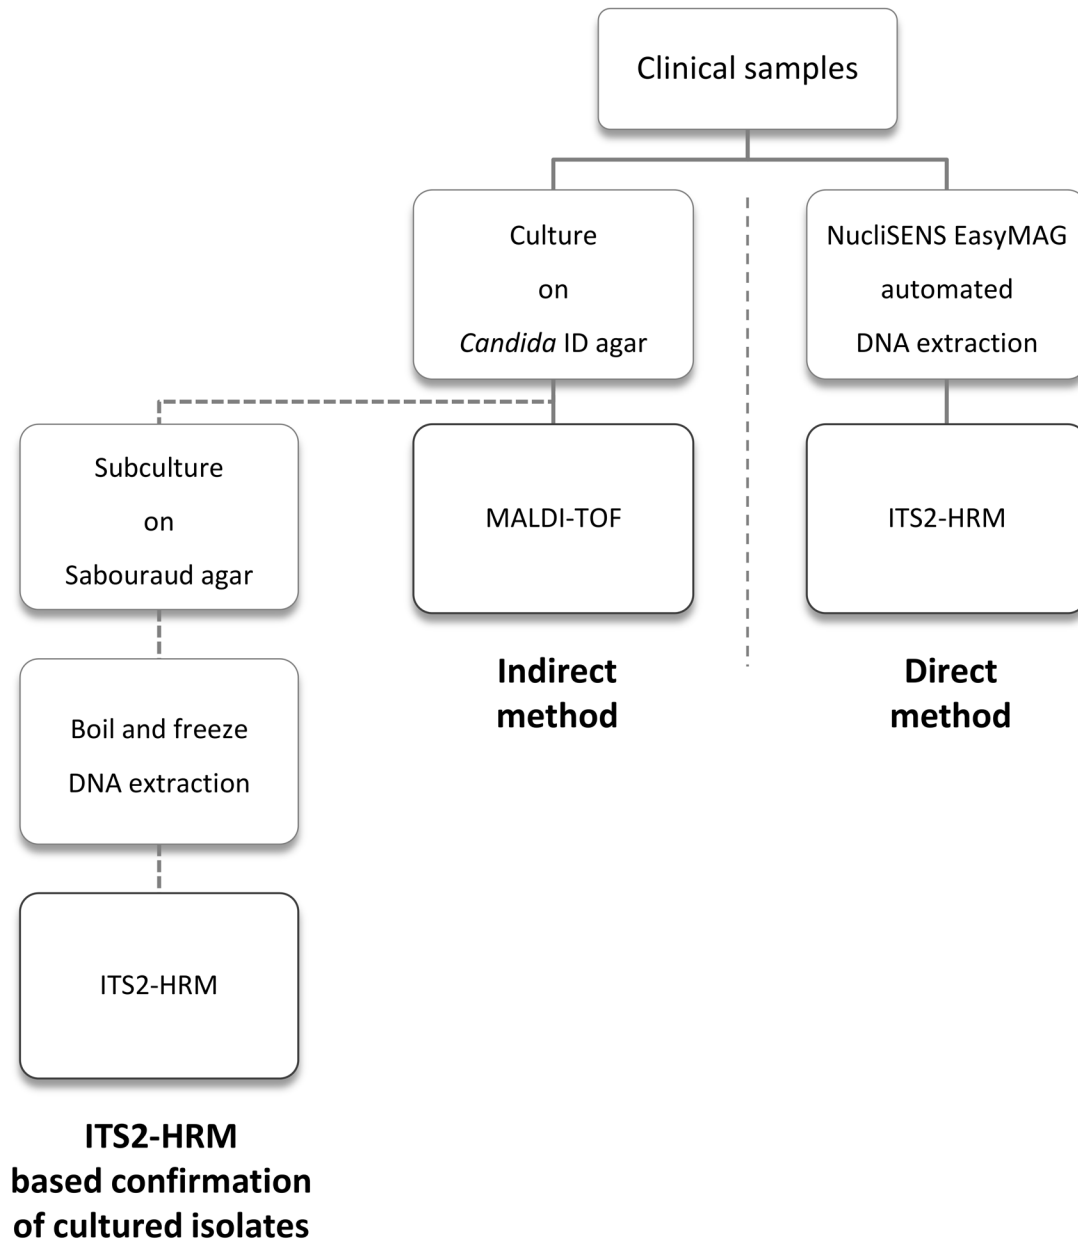 Clinical samples
Culture
on
Candida ID agar
NucliSENS EasyMAG
automated
DNA extraction
Subculture
on
Sabouraud agar
MALDI-TOF
ITS2-HRM
Indirect
method
Direct
method
Boil and freeze
DNA extraction
ITS2-HRM
ITS2-HRM
based confirmation
of cultured isolates